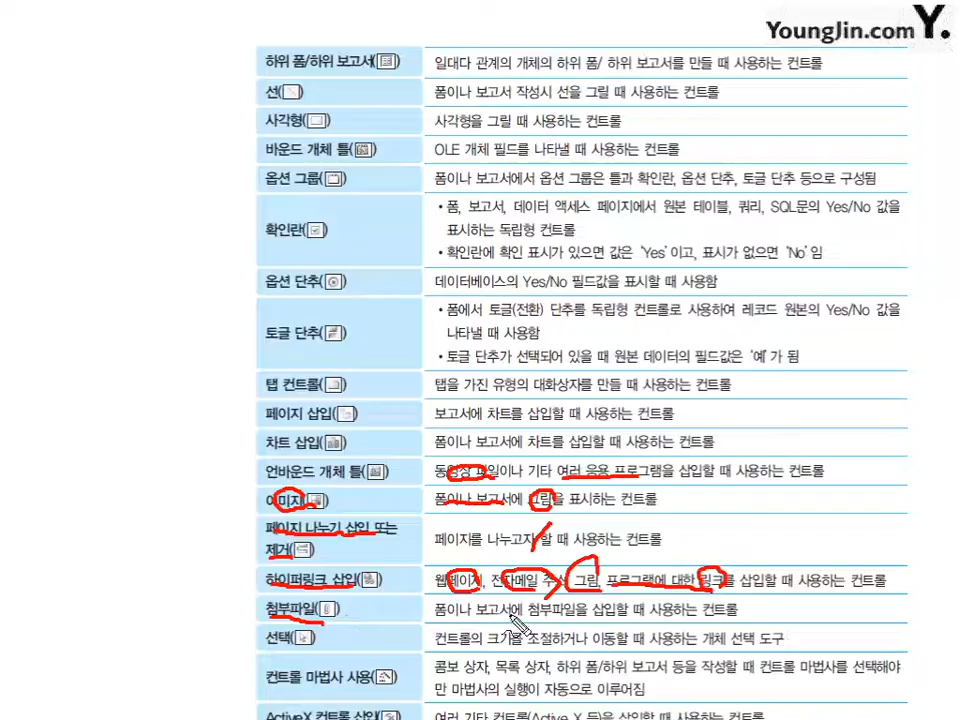 YoungJin.com Y.
하위 폼/하위 보고서() 일대다 관계의 개체의 하위 폼/ 하위 보고서를 만들 때 사용하는 컨트롤
선() 폼이나 보고서 작성시 선을 그릴 때 사용하는 컨트롤
사각형() 사각형을 그릴 때 사용하는 컨트롤
바운드 개체 틀() OLE 개체 필드를 나타낼 때 사용하는 컨트롤
옵션 그룹() 폼이나 보고서에서 옵션 그룹은 틀과 확인란, 옵션 단추, 토글 단추 등으로 구성됨
확인란()
• 폼, 보고서, 데이터 액세스 페이지에서 원본 테이블, 쿼리, SQL문의 Yes/No 값을
표시하는 독립형 컨트롤
• 확인란에 확인 표시가 있으면 값은 ‘Yes’이고, 표시가 없으면 ‘No’임
옵션 단추() 데이터베이스의 Yes/No 필드값을 표시할 때 사용함
토글 단추()
• 폼에서 토글(전환) 단추를 독립형 컨트롤로 사용하여 레코드 원본의 Yes/No 값을
나타낼 때 사용함
• 토글 단추가 선택되어 있을 때 원본 데이터의 필드값은 ‘예’가 됨
탭 컨트롤() 탭을 가진 유형의 대화상자를 만들 때 사용하는 컨트롤
페이지 삽입() 보고서에 차트를 삽입할 때 사용하는 컨트롤
차트 삽입() 폼이나 보고서에 차트를 삽입할 때 사용하는 컨트롤
언바운드 개체 틀() 동영상 파일이나 기타 여러 응용 프로그램을 삽입할 때 사용하는 컨트롤
이미지() 폼이나 보고서에 그림을 표시하는 컨트롤
페이지 나누기 삽입 또는
제거() 페이지를 나누고자 할 때 사용하는 컨트롤
하이퍼링크 삽입() 웹페이지, 전자메일 주소, 그림, 프로그램에 대한 링크를 삽입할 때 사용하는 컨트롤
첨부파일() 폼이나 보고서에 첨부파일을 삽입할 때 사용하는 컨트롤
선택() 컨트롤의 크기를 조절하거나 이동할 때 사용하는 개체 선택 도구
컨트롤 마법사 사용()
콤보 상자, 목록 상자, 하위 폼/하위 보고서 등을 작성할 때 컨트롤 마법사를 선택해야
만 마법사의 실행이 자동으로 이루어짐
ActiveX 컨트롤 삽입() 여러 기타 컨트롤(Active X 등)을 삽입할 때 사용하는 컨트롤